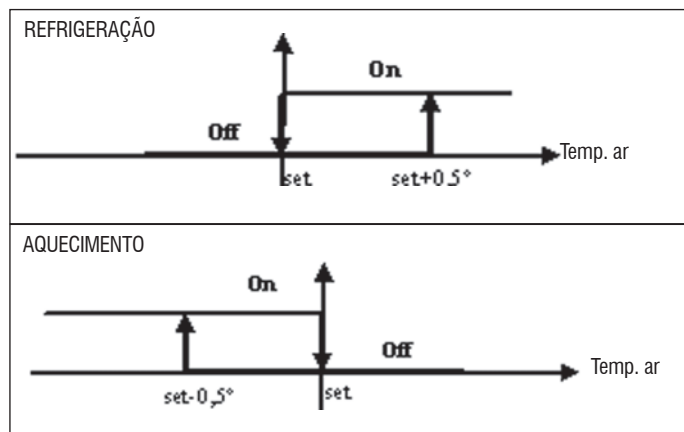 REFRIGERAÇÃO
On
Off
Temp. ar
set
set+0.5°
AQUECIMENTO
On
Off
Temp. ar
set-0,5°
set